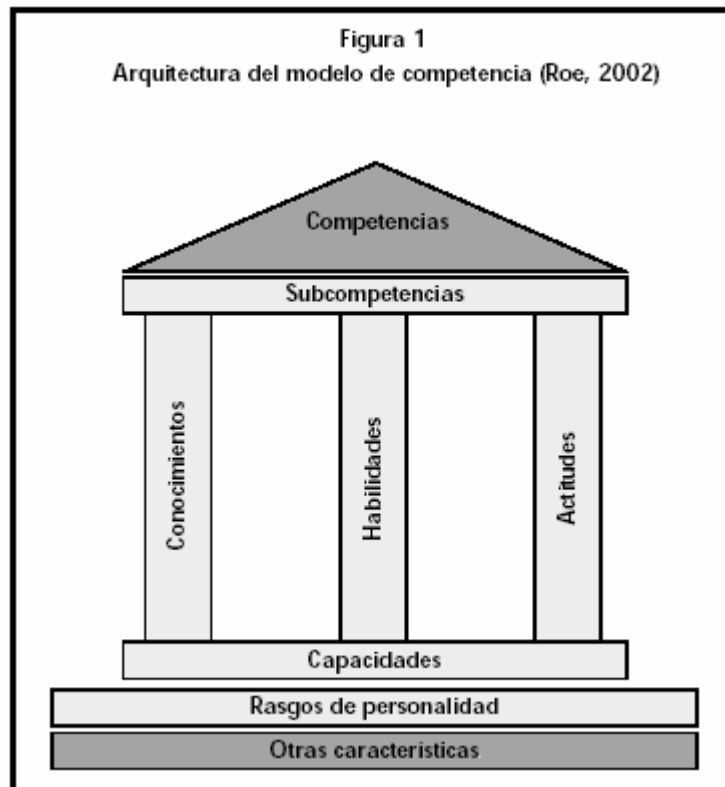 Figura 1
Arquitectura del modelo de competencia (Roe, 2002)
Competencias
Subcompetencias
Conocimientos
Habilidades
Actitudes
Capacidades
Rasgos de personalidad
Otras características